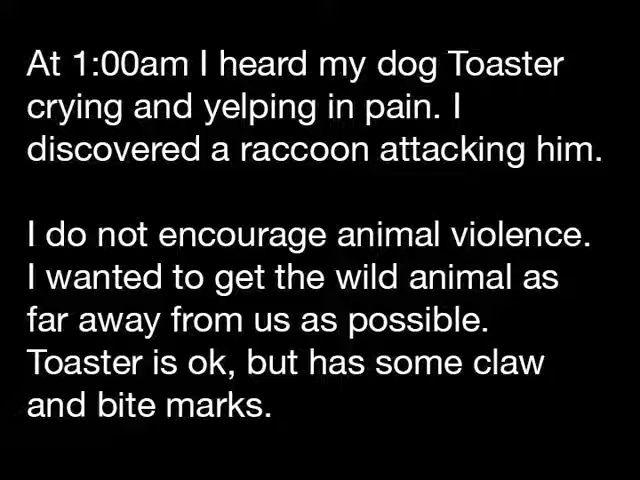 At 1:00am I heard my dog Toaster
crying and yelping in pain. I
discovered a raccoon attacking him.
I do not encourage animal violence.
I wanted to get the wild animal as
far away from us as possible.
Toaster is ok, but has some claw
and bite marks.